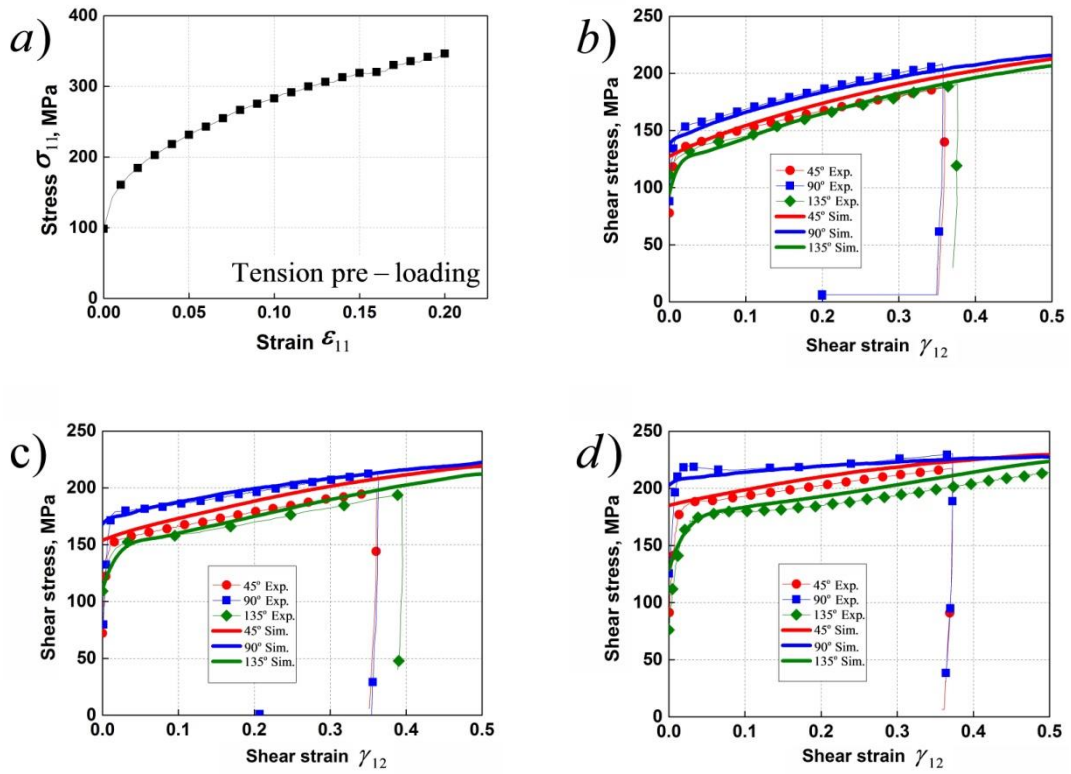 a)
400
300
200
100
0
0.00
0.05
0.10
0.15
0.20
Stress σ₁₁, MPa
Tension pre – loading
Strain ε₁₁
b)
250
200
150
100
50
0
0.0
0.1
0.2
0.3
0.4
0.5
Shear stress, MPa
45° Exp.
90° Exp.
135° Exp.
45° Sim.
90° Sim.
135° Sim.
Shear strain γ₁₂
c)
250
200
150
100
50
0
0.0
0.1
0.2
0.3
0.4
0.5
Shear stress, MPa
45° Exp.
90° Exp.
135° Exp.
45° Sim.
90° Sim.
135° Sim.
Shear strain γ₁₂
d)
250
200
150
100
50
0
0.0
0.1
0.2
0.3
0.4
0.5
Shear stress, MPa
45° Exp.
90° Exp.
135° Exp.
45° Sim.
90° Sim.
135° Sim.
Shear strain γ₁₂